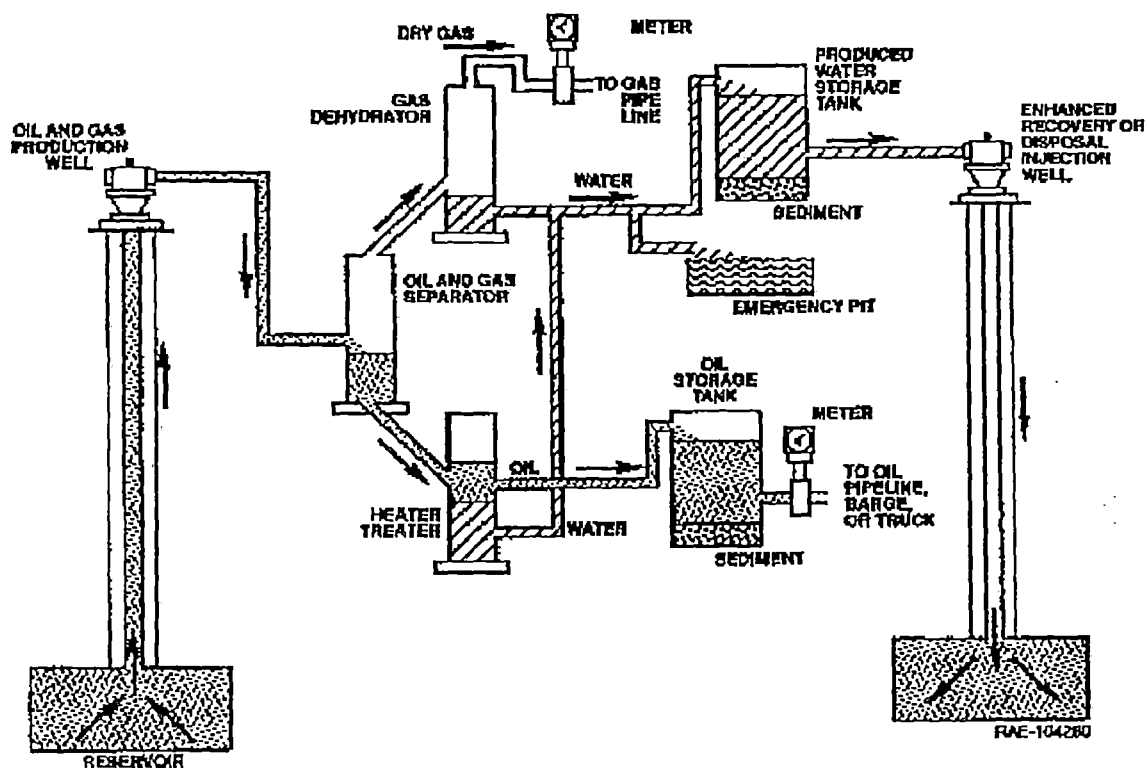 DRY GAS
METER
TO GAS
PIPE
LINE
GAS
DEHYDRATOR
PRODUCED
WATER
STORAGE
TANK
OIL AND GAS
PRODUCTION
WELL
ENHANCED
RECOVERY OR
DISPOSAL
INJECTION
WELL
WATER
SEDIMENT
OIL AND GAS
SEPARATOR
EMERGENCY PIT
OIL
STORAGE
TANK
METER
OIL
TO OIL
PIPELINE,
BARGE,
OR TRUCK
HEATER
TREATER
WATER
SEDIMENT
RAE-104280
RESERVOIR